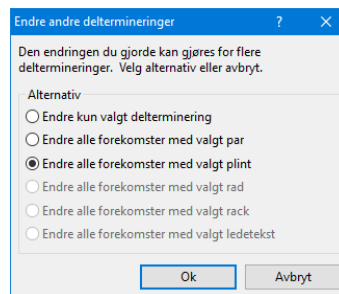 Endre andre deltermineringer ? ×
Den endringen du gjorde kan gjøres for flere
deltermineringer. Velg alternativ eller avbryt.
Alternativ
Endre kun valgt determinering
Endre alle forekomster med valgt par
Endre alle forekomster med valgt plint
Endre alle forekomster med valgt rad
Endre alle forekomster med valgt rack
Endre alle forekomster med valgt ledetekst
Ok Avbryt